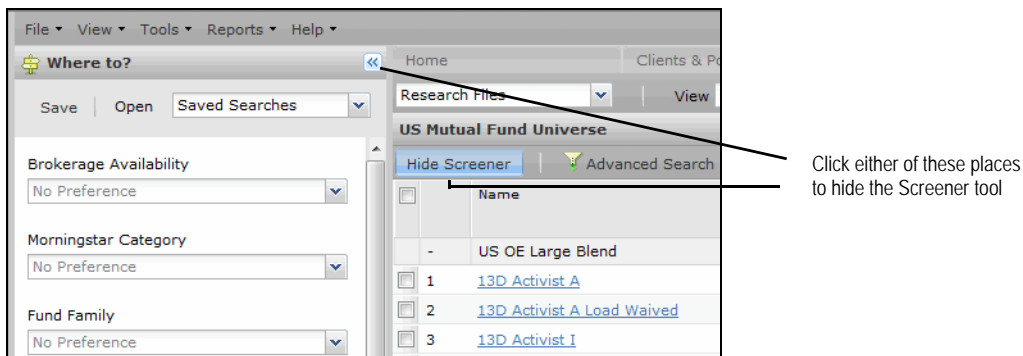 File View Tools Reports Help
Where to?
Save Open Saved Searches
Brokerage Availability
No Preference
Morningstar Category
No Preference
Fund Family
No Preference
Home Clients &
Research Files View
US Mutual Fund Universe
Hide Screener Advanced Search
Name
- US OE Large Blend
1 13D Activist A
2 13D Activist A Load Waived
3 13D Activist I
Click either of these places
to hide the Screener tool